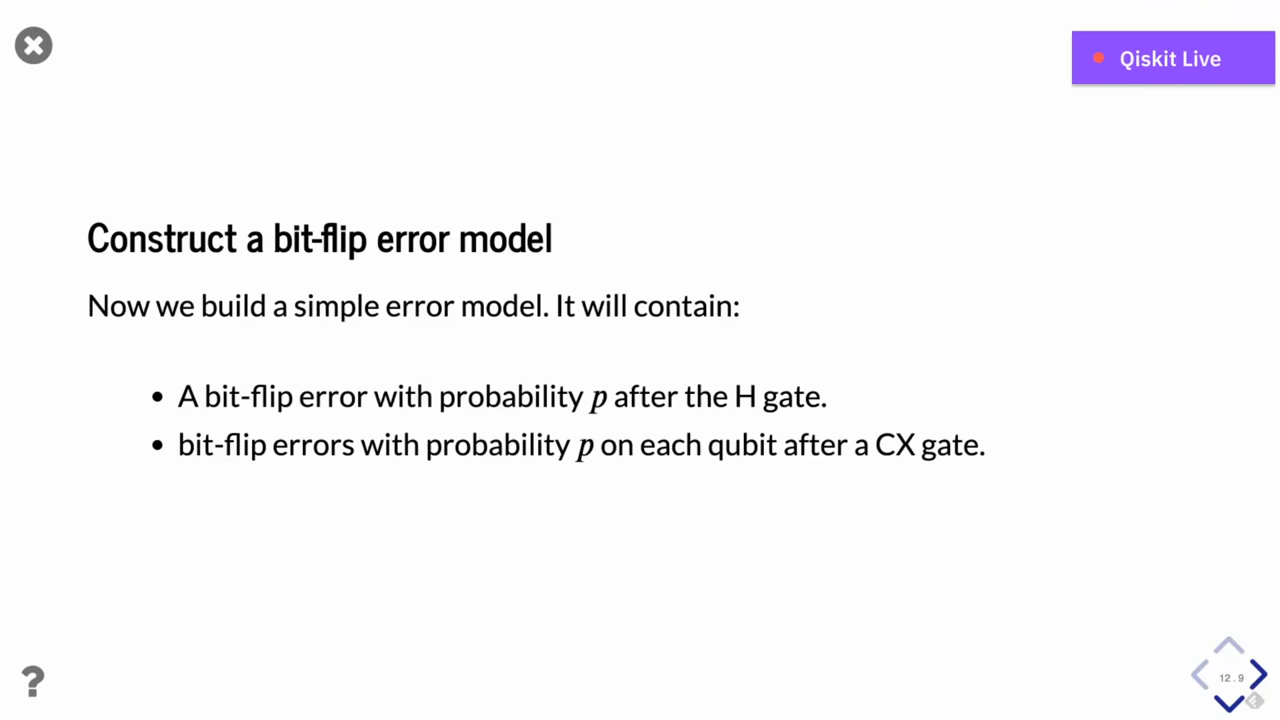 Qiskit Live
Construct a bit-flip error model
Now we build a simple error model. It will contain:
• A bit-flip error with probability p after the H gate.
• bit-flip errors with probability p on each qubit after a CX gate.
?
12.9